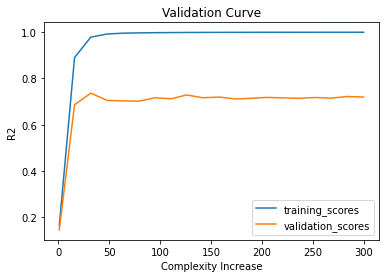 Validation Curve
1.0
0.8
0.6
0.4
0.2
R2
0 50 100 150 200 250 300
Complexity Increase
training_scores
validation_scores